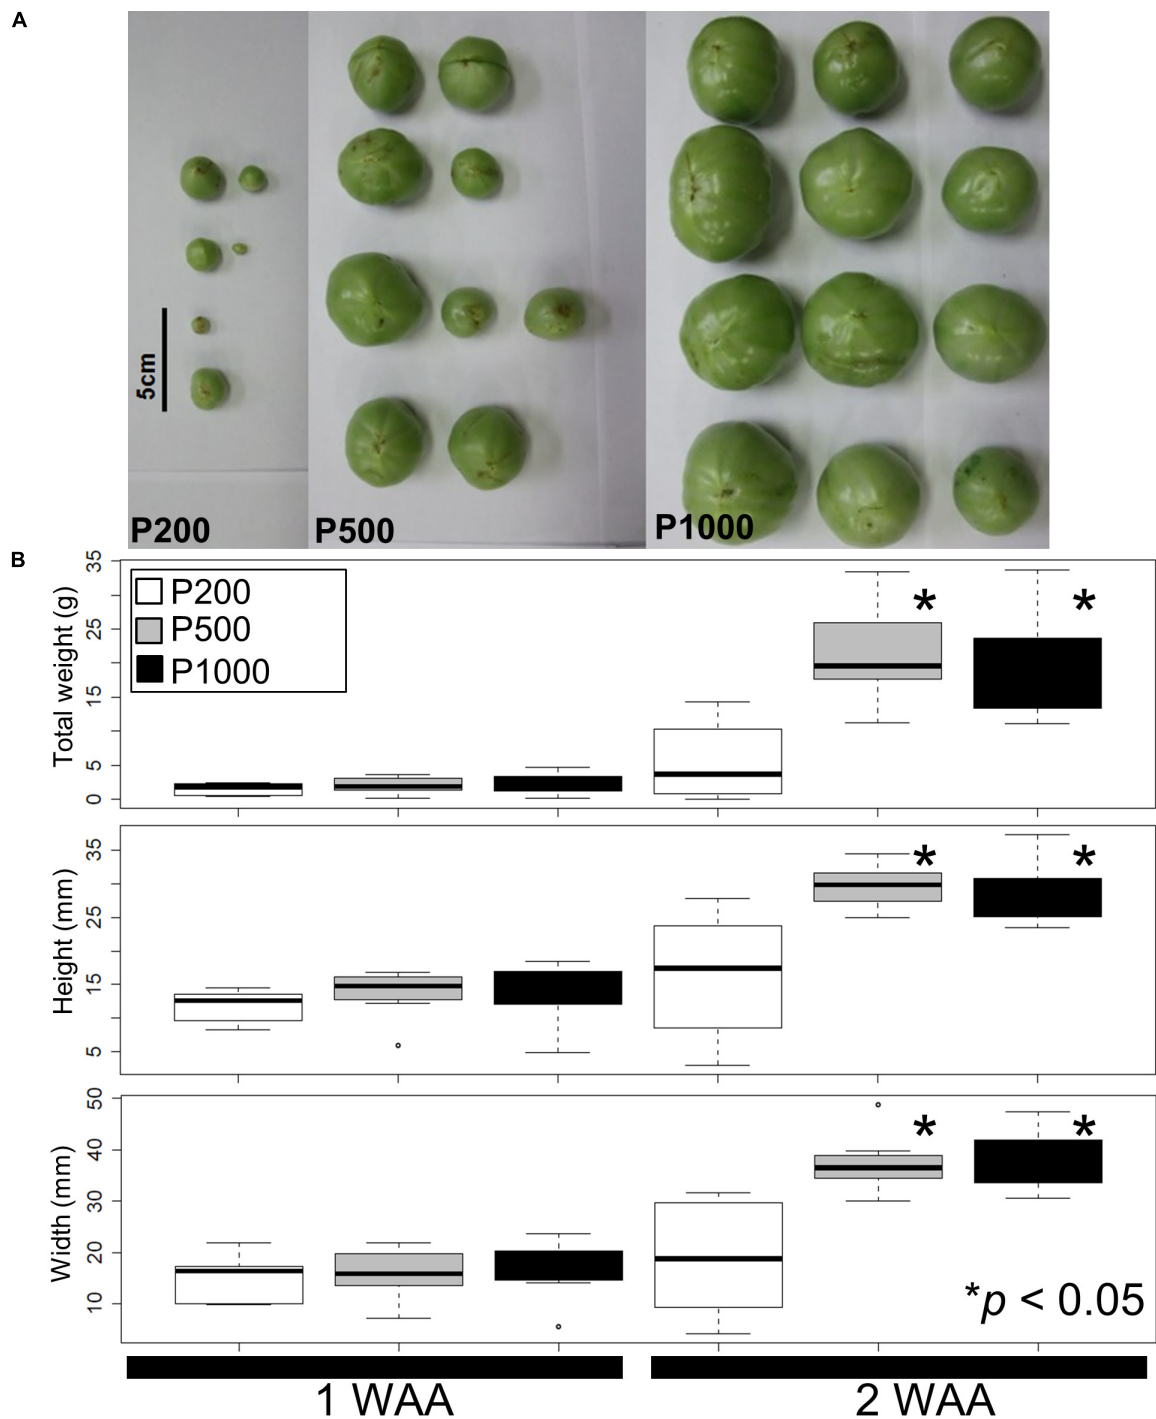 A
5cm
P200
P500
P1000
B
Total weight (g)
35
25
15
5
0
P200
P500
P1000
*
*
Height (mm)
35
25
15
5
*
*
Width (mm)
50
40
30
20
10
*
*
*p < 0.05
1 WAA
2 WAA